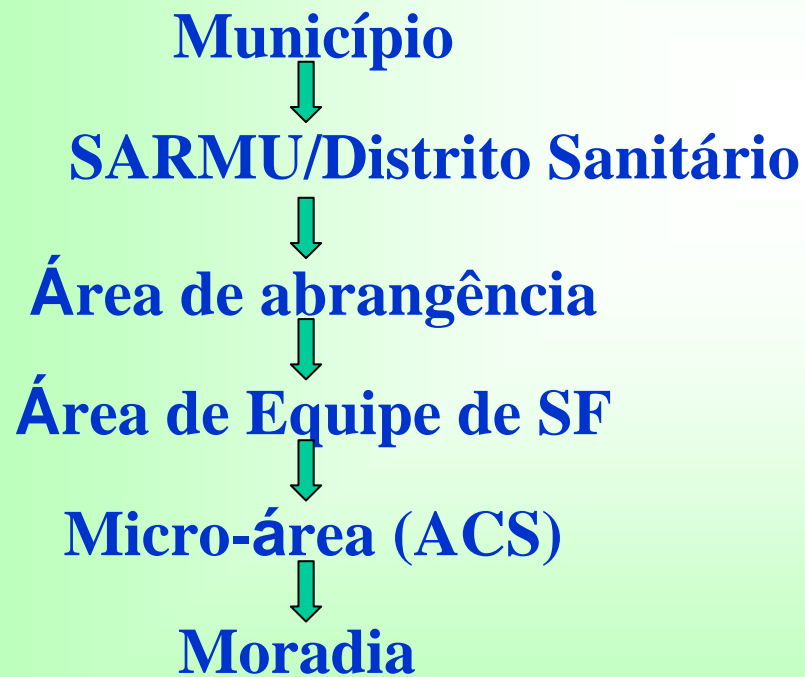 Município
SARMU/Distrito Sanitário
Área de abrangência
Área de Equipe de SF
Micro-área (ACS)
Moradia